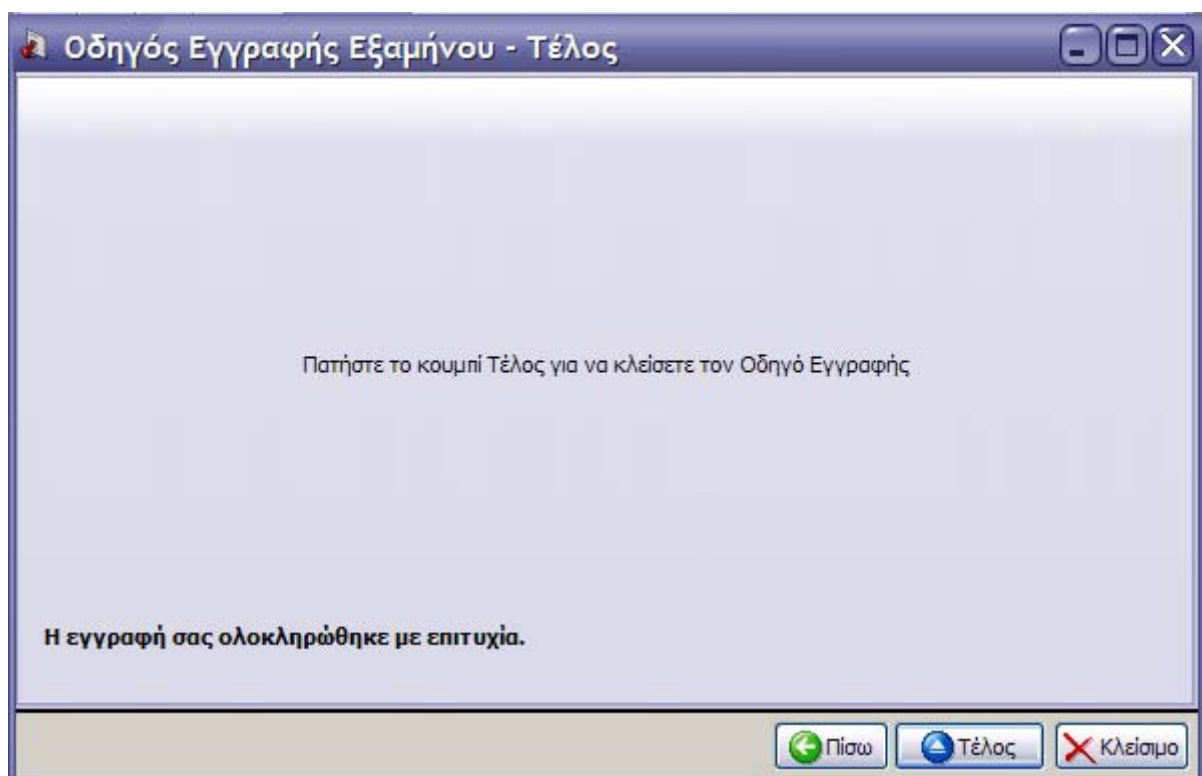 Οδηγός Εγγραφής Εξαμήνου - Τέλος
Πατήστε το κουμπί Τέλος για να κλείσετε τον Οδηγό Εγγραφής
Η εγγραφή σας ολοκληρώθηκε με επιτυχία.
Πίσω Τέλος Κλείσιμο